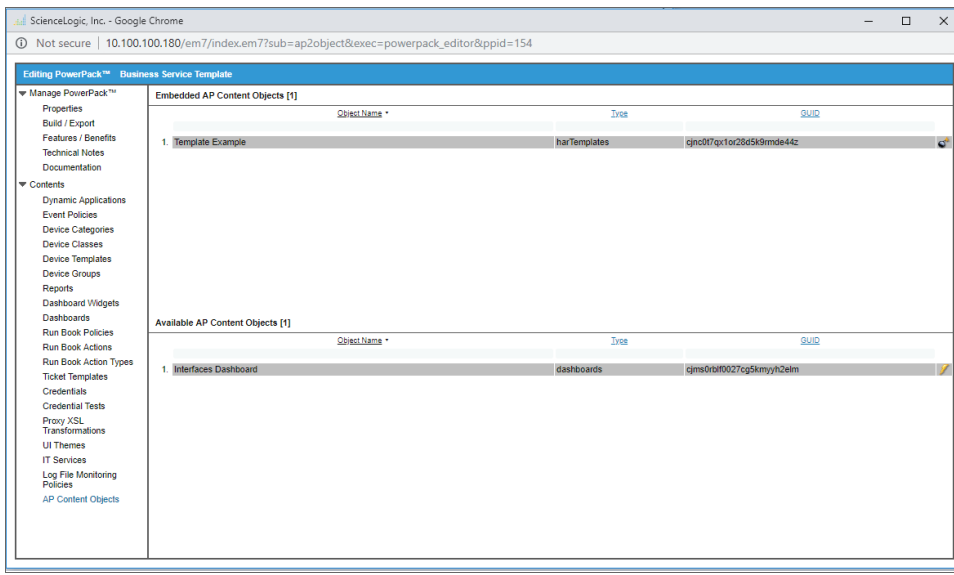 ScienceLogic, Inc. - Google Chrome
Not secure | 10.100.100.180/em7/index.em7?sub=ap2object&exec=powerpack_editor&ppid=154
Editing PowerPack™ Business Service Template
Manage PowerPack™
Properties
Build / Export
Features / Benefits
Technical Notes
Documentation
Contents
Dynamic Applications
Event Policies
Device Categories
Device Classes
Device Templates
Device Groups
Reports
Dashboard Widgets
Dashboards
Run Book Policies
Run Book Actions
Run Book Action Types
Ticket Templates
Credentials
Credential Tests
Proxy XSL
Transformations
UI Themes
IT Services
Log File Monitoring
Policies
AP Content Objects
Embedded AP Content Objects [1]
Object Name Type GUID
1. Template Example harTemplates cjnc0t7qx1or28d5k9rmde44z
Available AP Content Objects [1]
Object Name Type GUID
1. Interfaces Dashboard dashboards cjms0rblf0027cg5kmyyh2elm